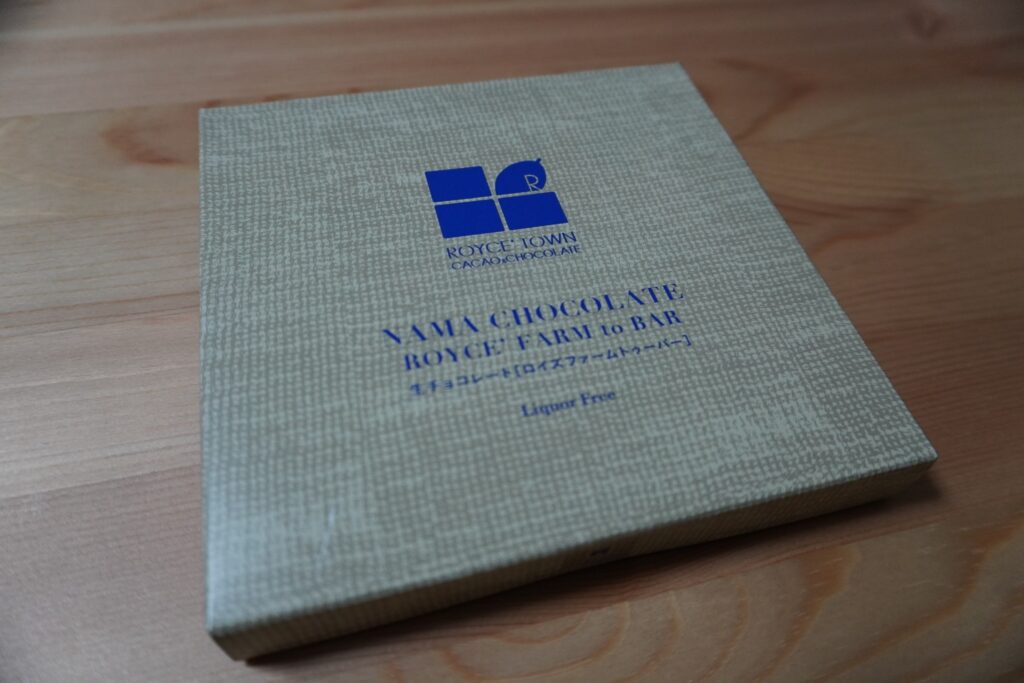 R
ROYCE' TOWN
CACAO&CHOCOLATE
NAMA CHOCOLATE
ROYCE' FARM to BAR
生チョコレート[ロイズファームトゥーバー]
Liquor Free